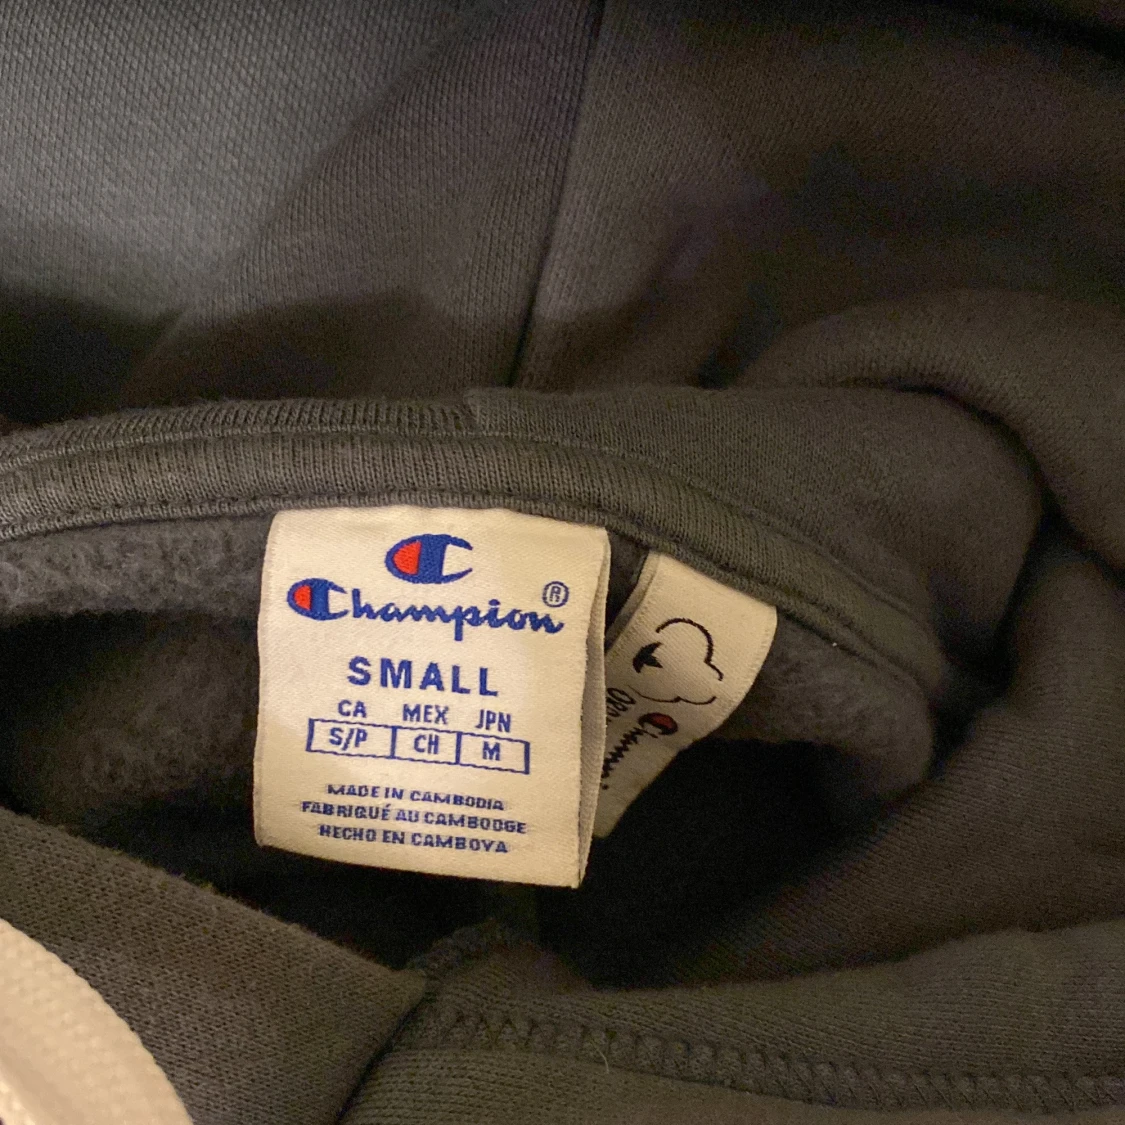 Champion®
SMALL
CA MEX JPN
S/P CH M
MADE IN CAMBODIA
FABRIQUÉ AU CAMBODGE
HECHO EN CAMBOYA